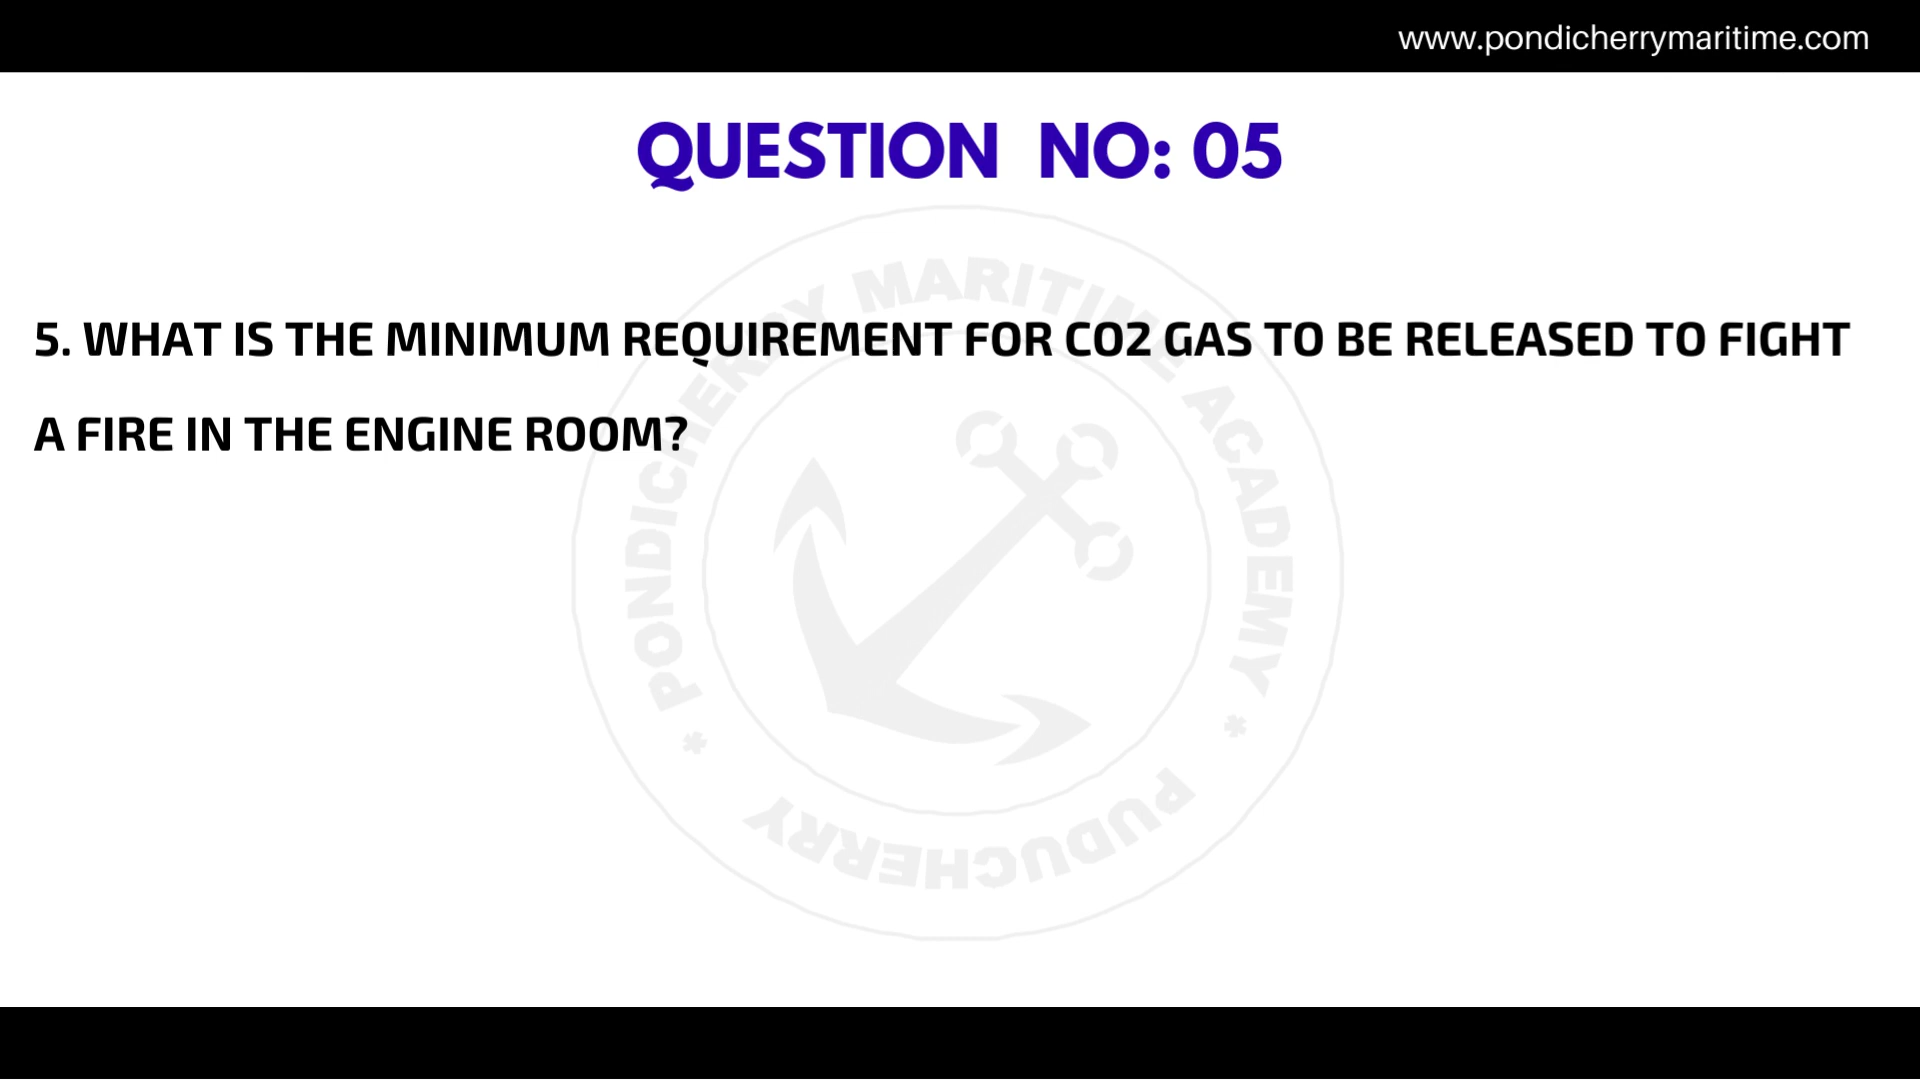 www.pondicherrymaritime.com
QUESTION NO: 05
PONDICHERRY MARITIME ACADEMY
5. WHAT IS THE MINIMUM REQUIREMENT FOR CO2 GAS TO BE RELEASED TO FIGHT
A FIRE IN THE ENGINE ROOM?
* PUDUCHERRY *